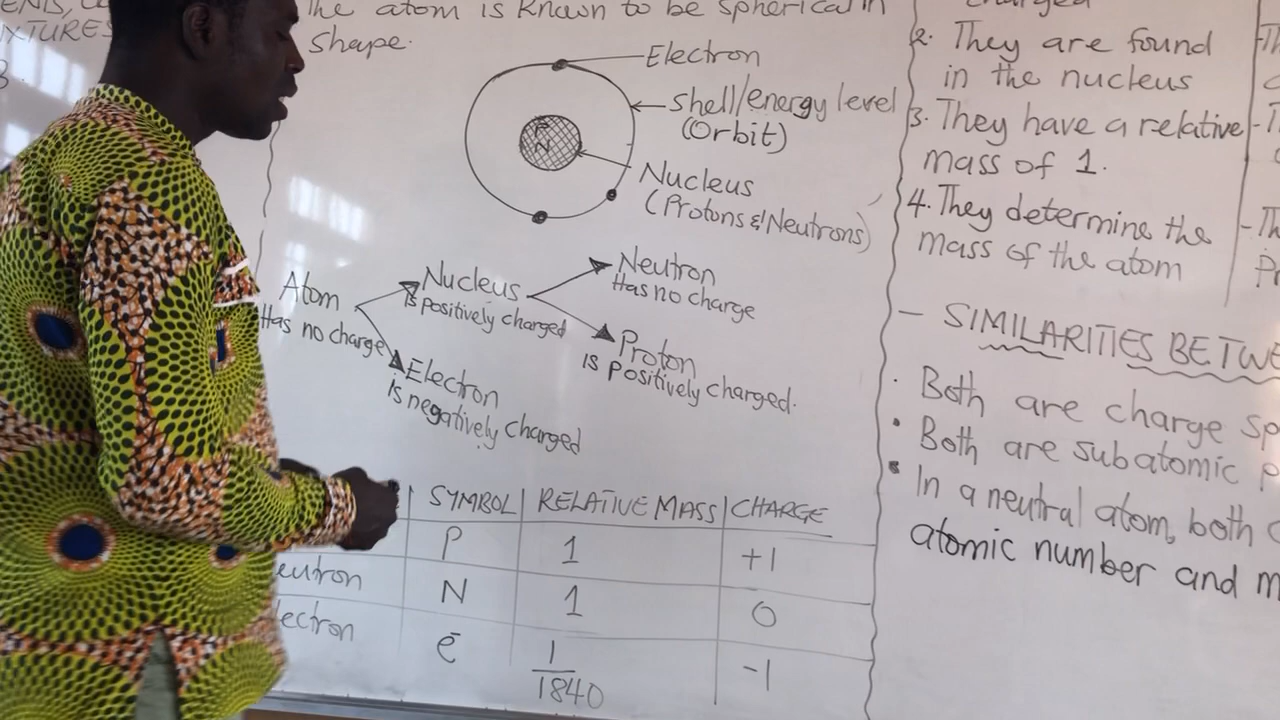 The atom is known to be spherical in
shape.
Electron
Shell/energy level
(Orbit)
Nucleus
(Protons & Neutrons)
N
Atom
Has no charge
Nucleus
is positively charged
Neutron
Has no charge
Proton
is positively charged.
Electron
is negatively charged
SYMBOL RELATIVE MASS CHARGE
P 1 +1
eutron N 1 0
lectron ē 1/1840 -1
charged
2. They are found
in the nucleus
3. They have a relative
mass of 1.
4. They determine the
mass of the atom
- SIMILARITIES BETWE
• Both are charge sp
• Both are subatomic P
• In a neutral atom, both
atomic number and m